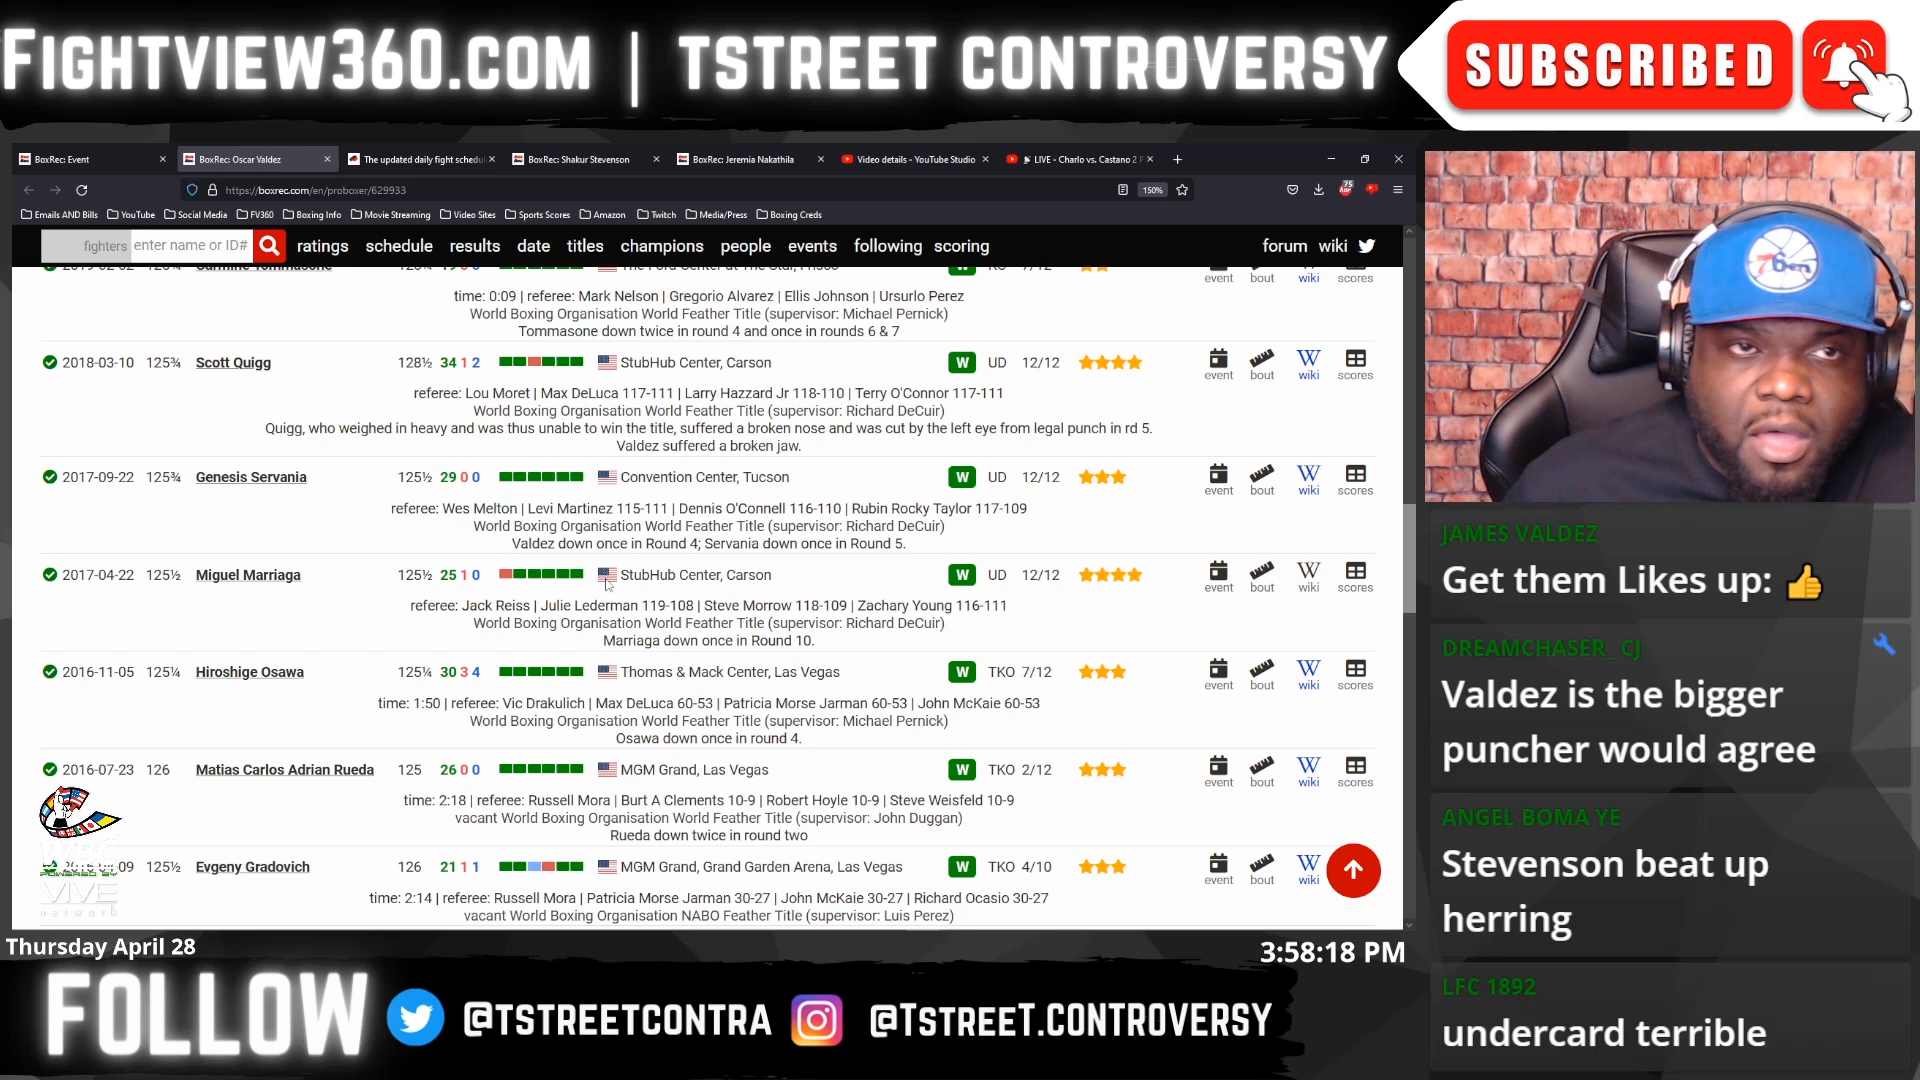 FIGHTVIEW360.COM | TSTREET CONTROVERSY
SUBSCRIBED
BoxRec: Event
BoxRec: Oscar Valdez
The updated daily fight schedul
BoxRec: Shakur Stevenson
BoxRec: Jeremia Nakathila
Video details - YouTube Studio
LIVE - Charlo vs. Castano 2 P
https://boxrec.com/en/proboxer/629933
150%
75
Emails AND Bills YouTube Social Media FV360 Boxing Info Movie Streaming Video Sites Sports Scores Amazon Twitch Media/Press Boxing Creds
fighters enter name or ID# ratings schedule results date titles champions people events following scoring forum wiki
event bout wiki scores
time: 0:09 | referee: Mark Nelson | Gregorio Alvarez | Ellis Johnson | Ursurlo Perez
World Boxing Organisation World Feather Title (supervisor: Michael Pernick)
Tommasone down twice in round 4 and once in rounds 6 & 7
2018-03-10 125¾ Scott Quigg 128½ 34 1 2 StubHub Center, Carson W UD 12/12
event bout wiki scores
referee: Lou Moret | Max DeLuca 117-111 | Larry Hazzard Jr 118-110 | Terry O'Connor 117-111
World Boxing Organisation World Feather Title (supervisor: Richard DeCuir)
Quigg, who weighed in heavy and was thus unable to win the title, suffered a broken nose and was cut by the left eye from legal punch in rd 5.
Valdez suffered a broken jaw.
2017-09-22 125¾ Genesis Servania 125½ 29 0 0 Convention Center, Tucson W UD 12/12
event bout wiki scores
referee: Wes Melton | Levi Martinez 115-111 | Dennis O'Connell 116-110 | Rubin Rocky Taylor 117-109
World Boxing Organisation World Feather Title (supervisor: Richard DeCuir)
Valdez down once in Round 4; Servania down once in Round 5.
2017-04-22 125½ Miguel Marriaga 125½ 25 1 0 StubHub Center, Carson W UD 12/12
event bout wiki scores
referee: Jack Reiss | Julie Lederman 119-108 | Steve Morrow 118-109 | Zachary Young 116-111
World Boxing Organisation World Feather Title (supervisor: Richard DeCuir)
Marriaga down once in Round 10.
2016-11-05 125¼ Hiroshige Osawa 125¼ 30 3 4 Thomas & Mack Center, Las Vegas W TKO 7/12
event bout wiki scores
time: 1:50 | referee: Vic Drakulich | Max DeLuca 60-53 | Patricia Morse Jarman 60-53 | John McKaie 60-53
World Boxing Organisation World Feather Title (supervisor: Michael Pernick)
Osawa down once in round 4.
2016-07-23 126 Matias Carlos Adrian Rueda 125 26 0 0 MGM Grand, Las Vegas W TKO 2/12
event bout wiki scores
time: 2:18 | referee: Russell Mora | Burt A Clements 10-9 | Robert Hoyle 10-9 | Steve Weisfeld 10-9
vacant World Boxing Organisation World Feather Title (supervisor: John Duggan)
Rueda down twice in round two
09 125½ Evgeny Gradovich 126 21 1 1 MGM Grand, Grand Garden Arena, Las Vegas W TKO 4/10
event bout wiki
time: 2:14 | referee: Russell Mora | Patricia Morse Jarman 30-27 | John McKaie 30-27 | Richard Ocasio 30-27
vacant World Boxing Organisation NABO Feather Title (supervisor: Luis Perez)
POWERED BY
VIVE
network
76ers
JAMES VALDEZ
Get them Likes up: 👍
DREAMCHASER_CJ
Valdez is the bigger
puncher would agree
ANGEL BOMA YE
Stevenson beat up
herring
LFC 1892
undercard terrible
Thursday April 28
3:58:18 PM
FOLLOW @TSTREETCONTRA @TSTREET.CONTROVERSY